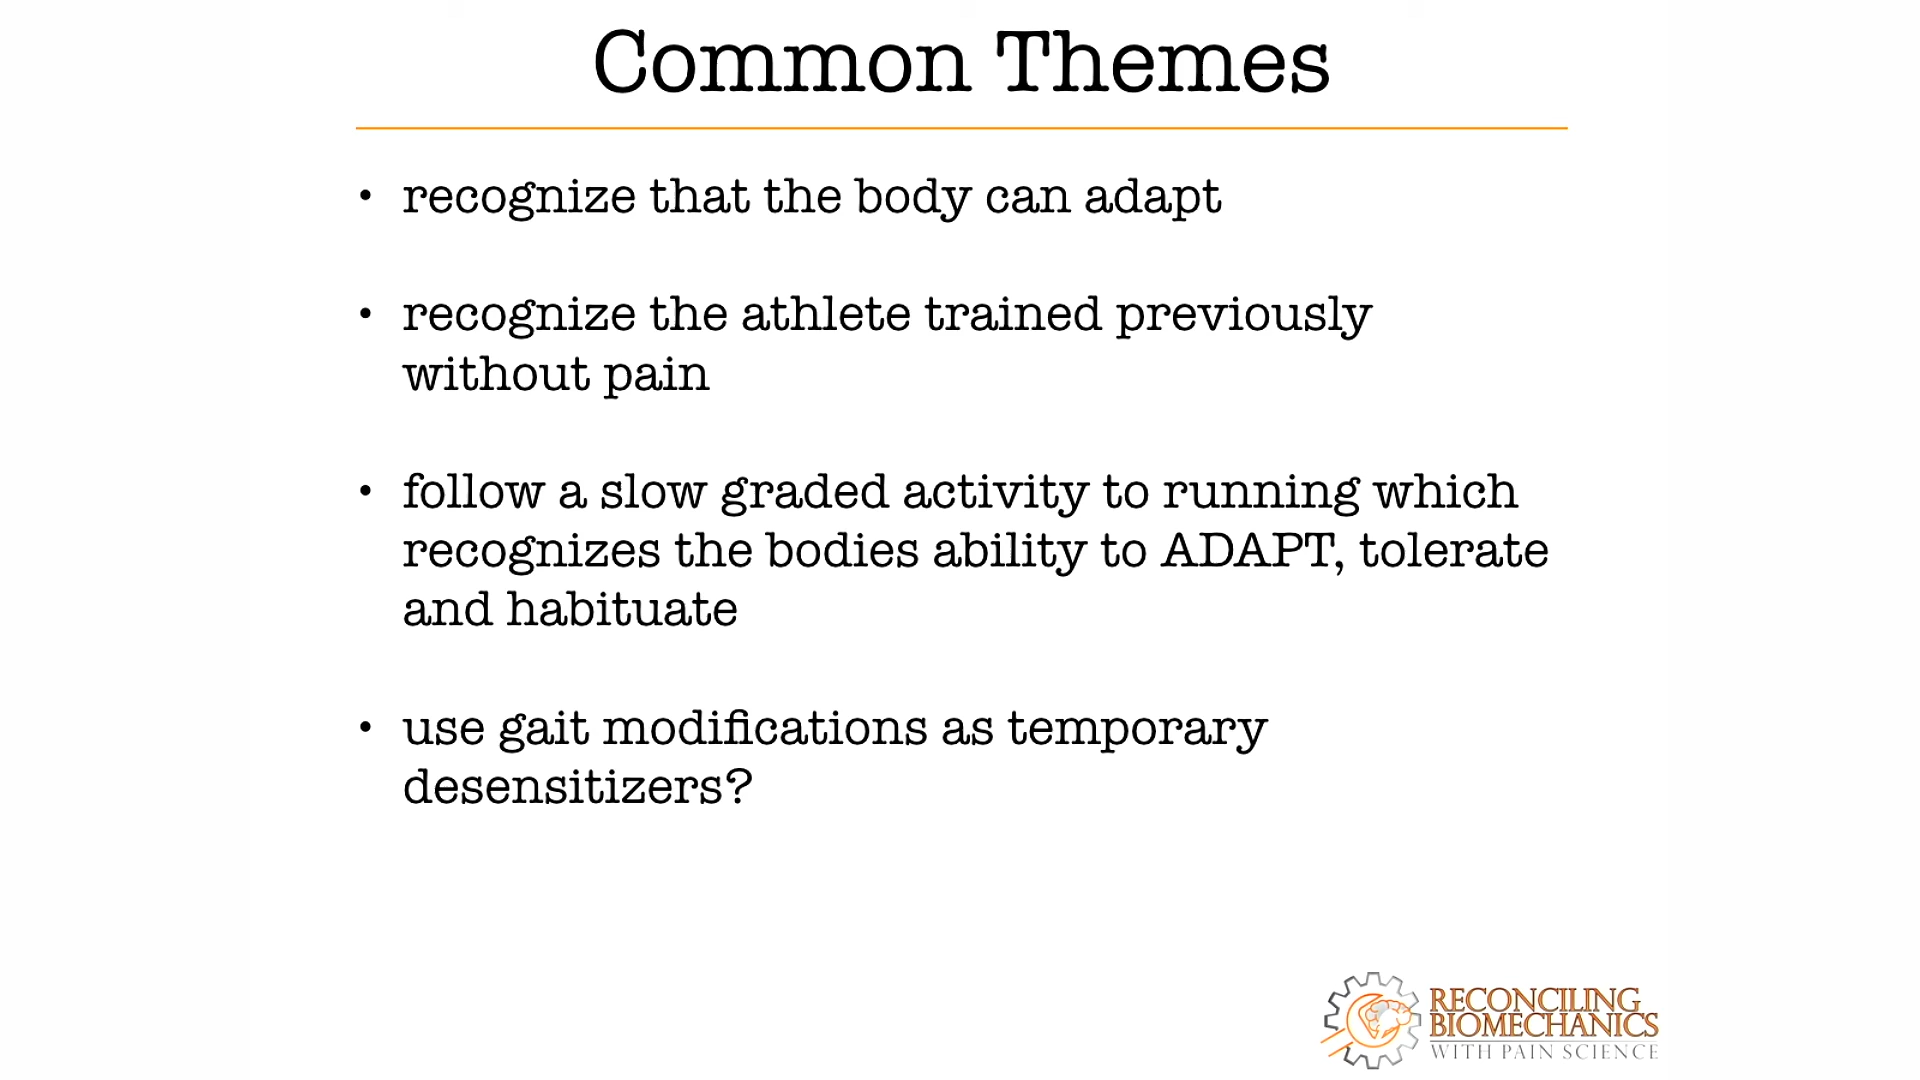 Common Themes
• recognize that the body can adapt
• recognize the athlete trained previously
without pain
• follow a slow graded activity to running which
recognizes the bodies ability to ADAPT, tolerate
and habituate
• use gait modifications as temporary
desensitizers?
RECONCILING
BIOMECHANICS
WITH PAIN SCIENCE